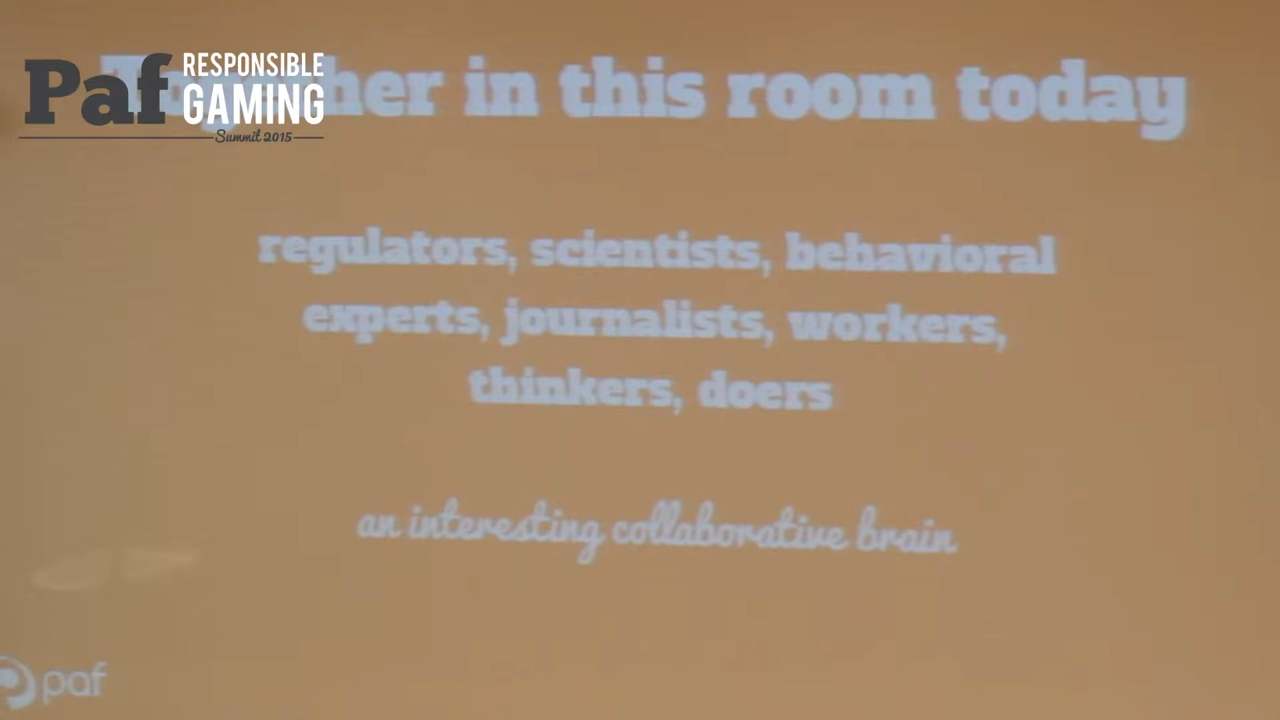 Paf RESPONSIBLE GAMING
Summit 2015
Together in this room today
regulators, scientists, behavioral
experts, journalists, workers,
thinkers, doers
an interesting collaborative brain
paf